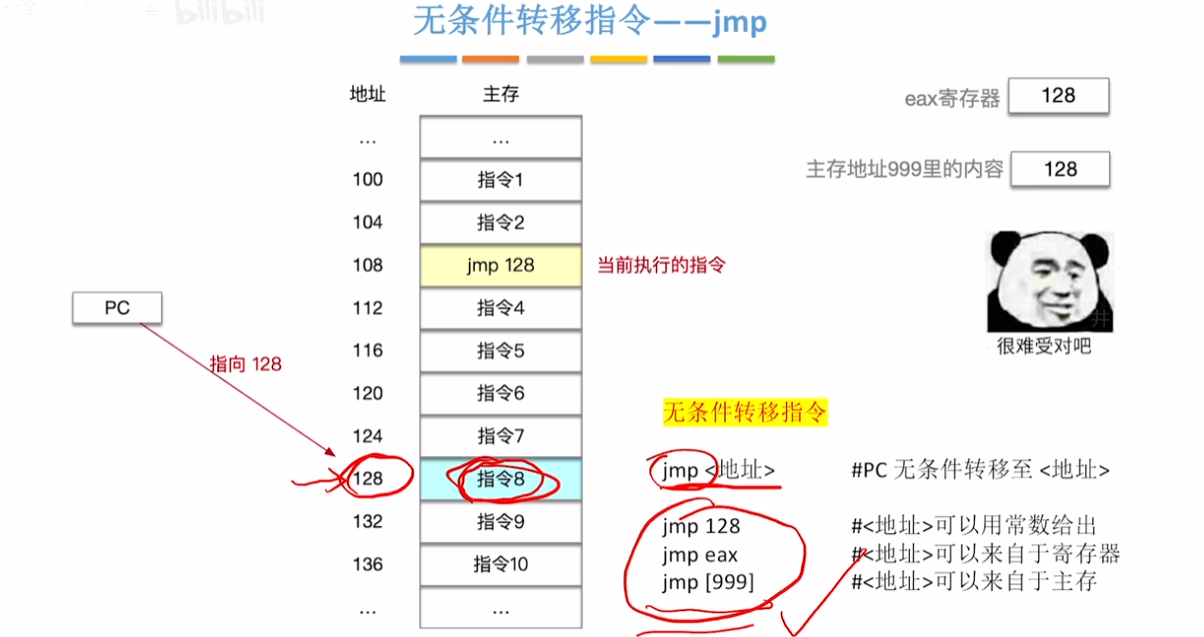 bilibili
无条件转移指令——jmp
地址 主存
eax寄存器 128
... ...
主存地址999里的内容 128
100 指令1
104 指令2
108 jmp 128 当前执行的指令
PC
112 指令4
很难受对吧
116 指令5
指向 128
120 指令6
无条件转移指令
124 指令7
128 指令8
jmp <地址> #PC 无条件转移至 <地址>
132 指令9
jmp 128 #<地址>可以用常数给出
jmp eax #<地址>可以来自于寄存器
136 指令10
jmp [999] #<地址>可以来自于主存
... ...